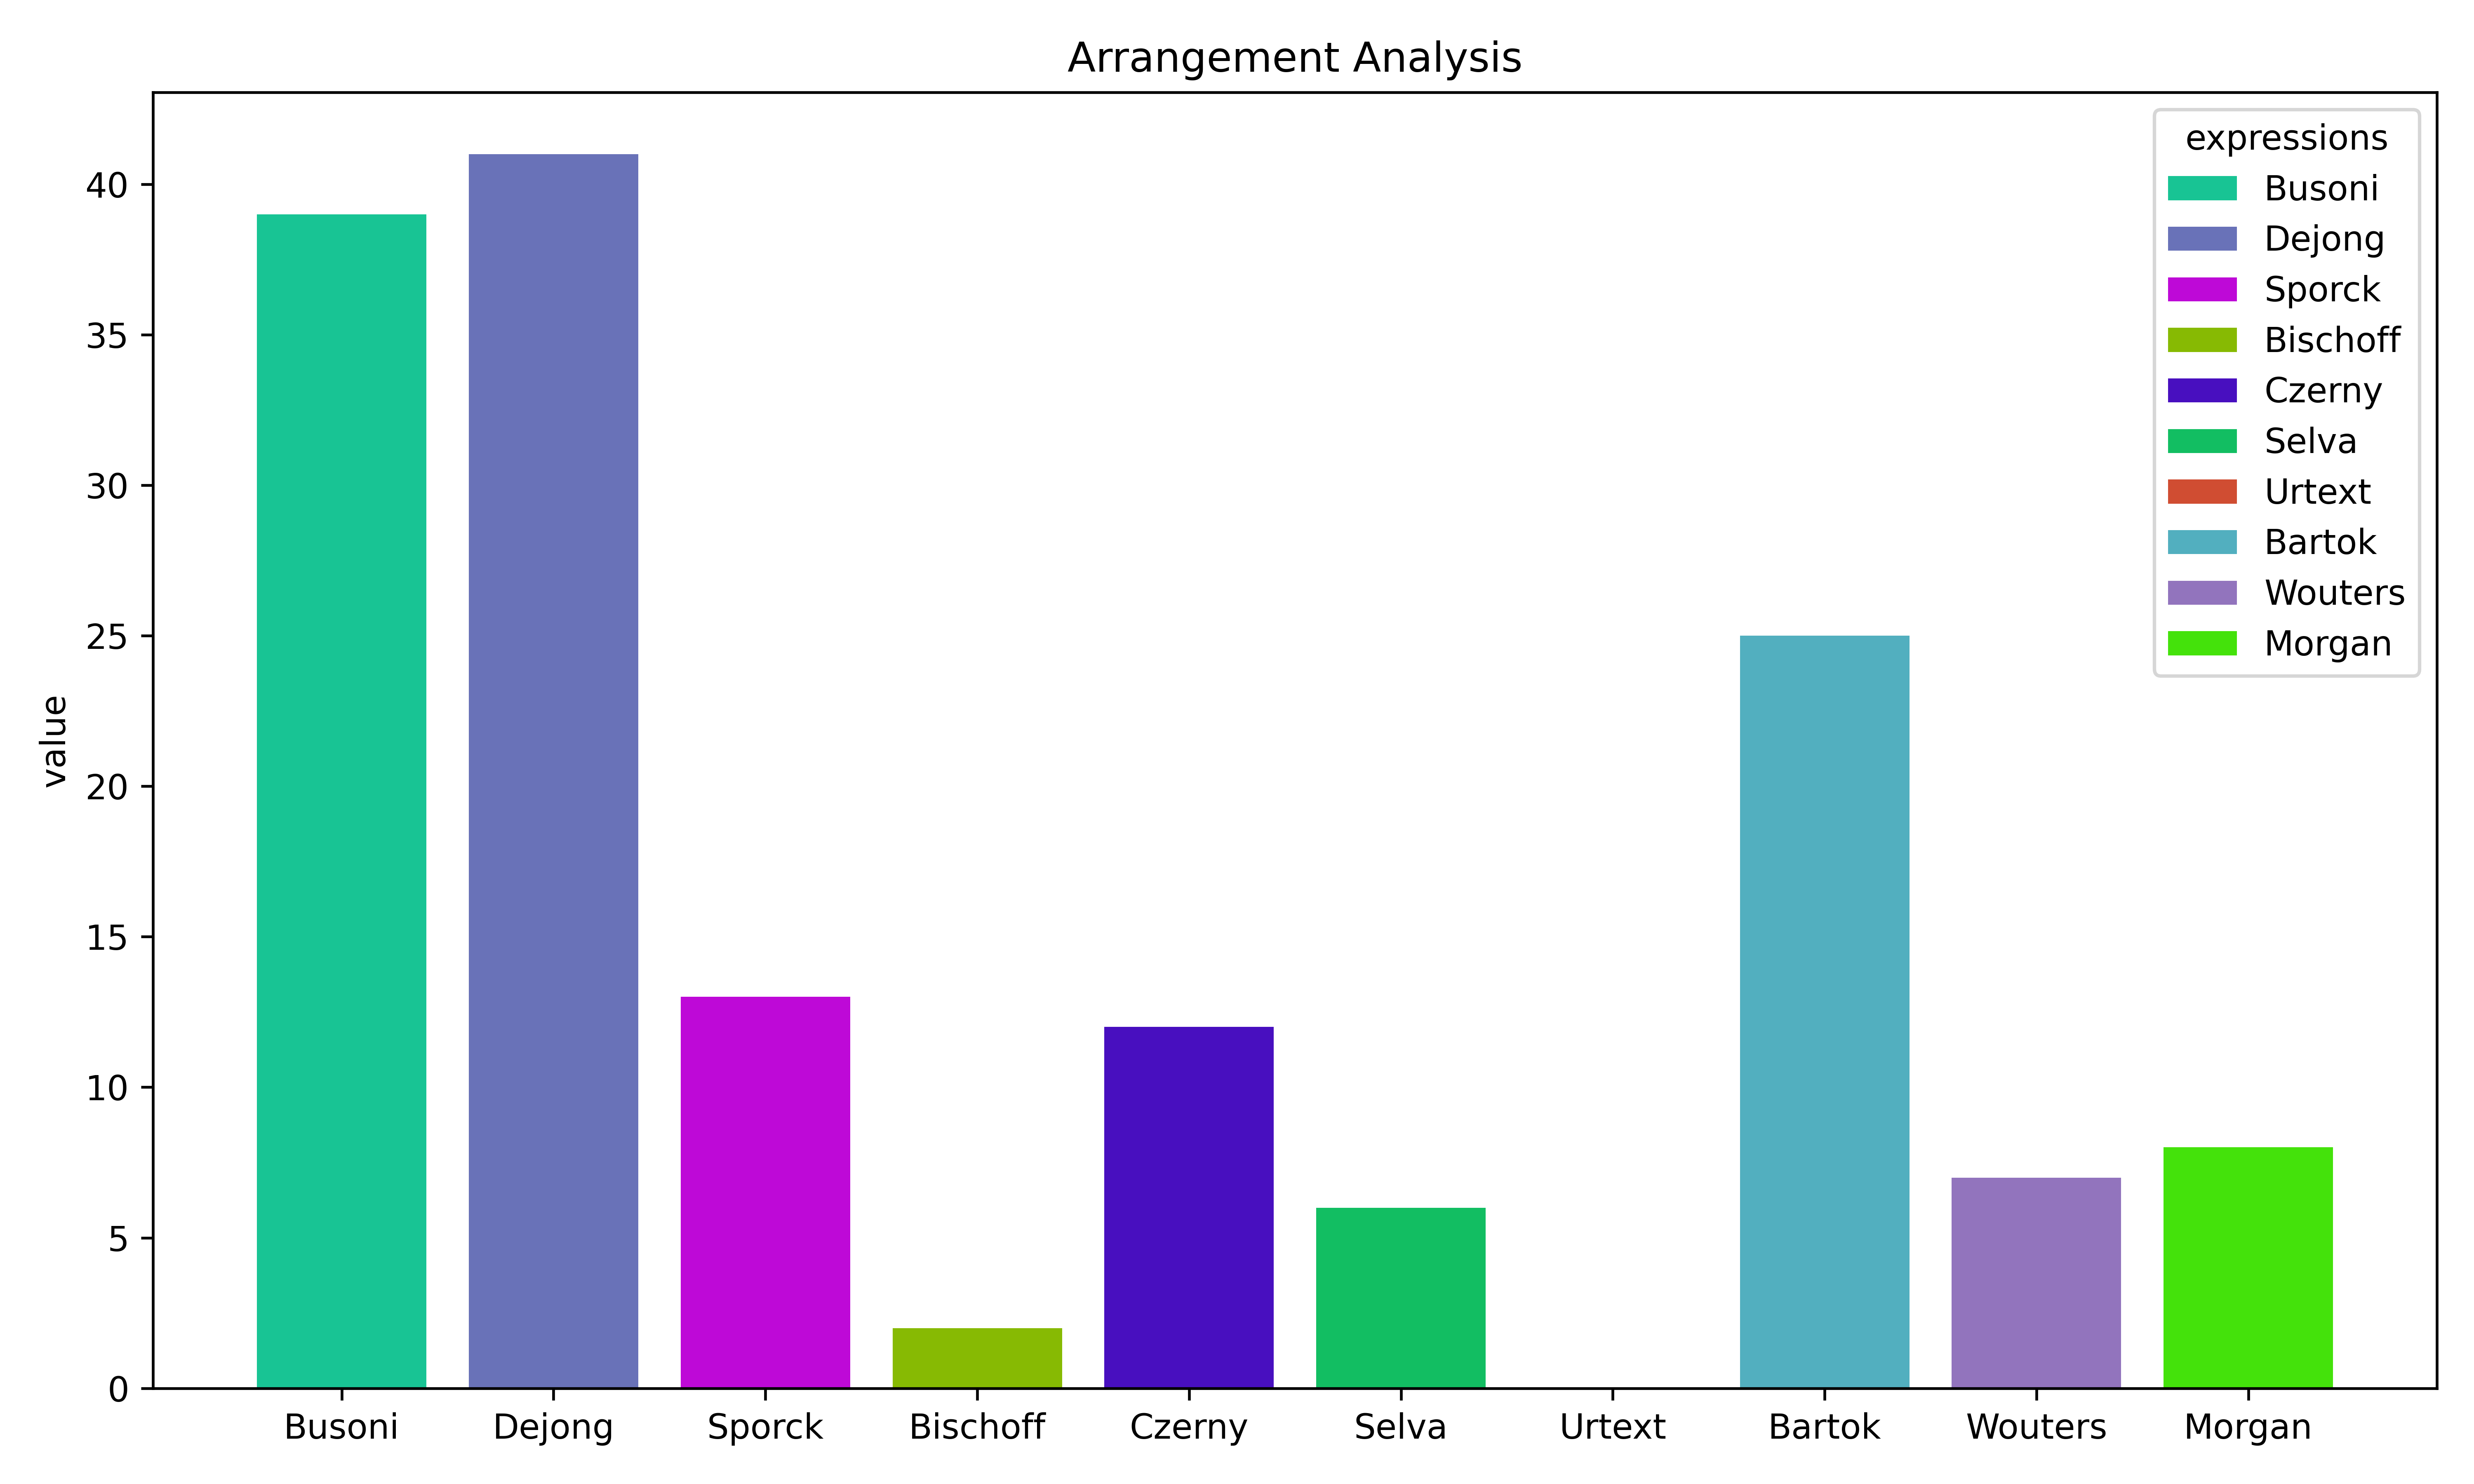 Arrangement Analysis
value
40
35
30
25
20
15
10
5
0
Busoni Dejong Sporck Bischoff Czerny Selva Urtext Bartok Wouters Morgan
expressions
Busoni
Dejong
Sporck
Bischoff
Czerny
Selva
Urtext
Bartok
Wouters
Morgan